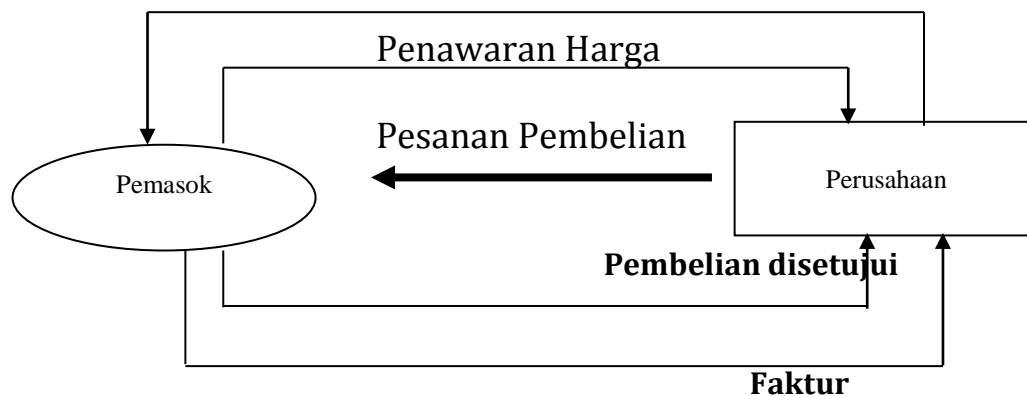 Penawaran Harga
Pesanan Pembelian
Pemasok
Perusahaan
Pembelian disetujui
Faktur